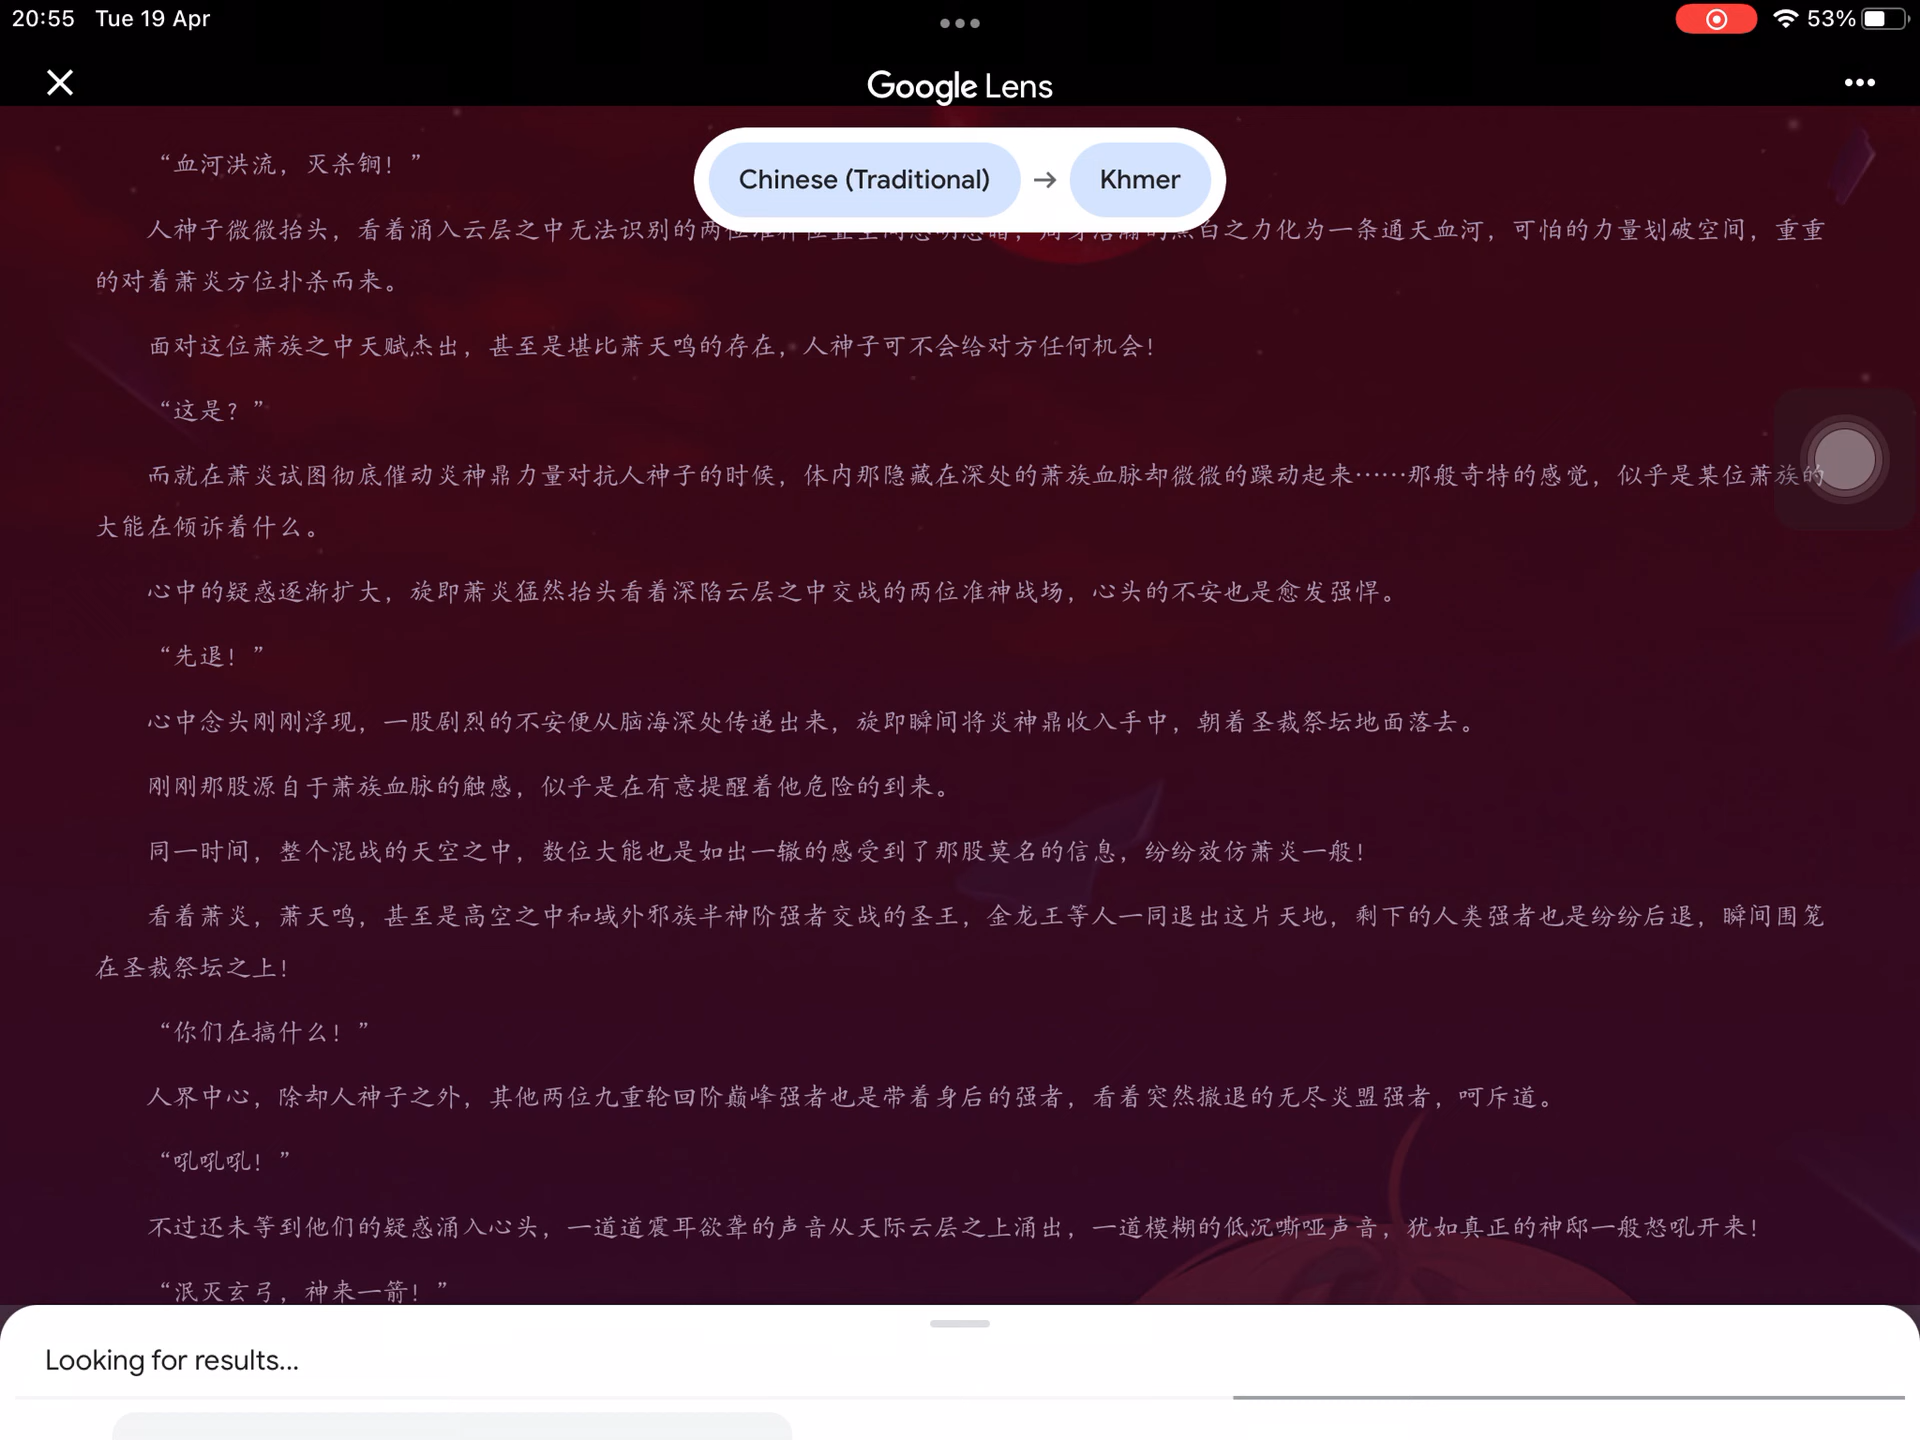 20:55 Tue 19 Apr
53%
Google Lens
Chinese (Traditional) → Khmer
“血河洪流，灭杀锏！”
人神子微微抬头，看着涌入云层之中无法识别的两位准神位置空间忽明忽暗，周身浩瀚的黑白之力化为一条通天血河，可怕的力量划破空间，重重
的对着萧炎方位扑杀而来。
面对这位萧族之中天赋杰出，甚至是堪比萧天鸣的存在，人神子可不会给对方任何机会！
“这是？”
而就在萧炎试图彻底催动炎神鼎力量对抗人神子的时候，体内那隐藏在深处的萧族血脉却微微的躁动起来……那般奇特的感觉，似乎是某位萧族的
大能在倾诉着什么。
心中的疑惑逐渐扩大，旋即萧炎猛然抬头看着深陷云层之中交战的两位准神战场，心头的不安也是愈发强悍。
“先退！”
心中念头刚刚浮现，一股剧烈的不安便从脑海深处传递出来，旋即瞬间将炎神鼎收入手中，朝着圣裁祭坛地面落去。
刚刚那股源自于萧族血脉的触感，似乎是在有意提醒着他危险的到来。
同一时间，整个混战的天空之中，数位大能也是如出一辙的感受到了那股莫名的信息，纷纷效仿萧炎一般！
看着萧炎，萧天鸣，甚至是高空之中和域外邪族半神阶强者交战的圣王，金龙王等人一同退出这片天地，剩下的人类强者也是纷纷后退，瞬间围笼
在圣裁祭坛之上！
“你们在搞什么！”
人界中心，除却人神子之外，其他两位九重轮回阶巅峰强者也是带着身后的强者，看着突然撤退的无尽炎盟强者，呵斥道。
“吼吼吼！”
不过还未等到他们的疑惑涌入心头，一道道震耳欲聋的声音从天际云层之上涌出，一道模糊的低沉嘶哑声音，犹如真正的神邸一般怒吼开来！
“泯灭玄弓，神来一箭！”
Looking for results...